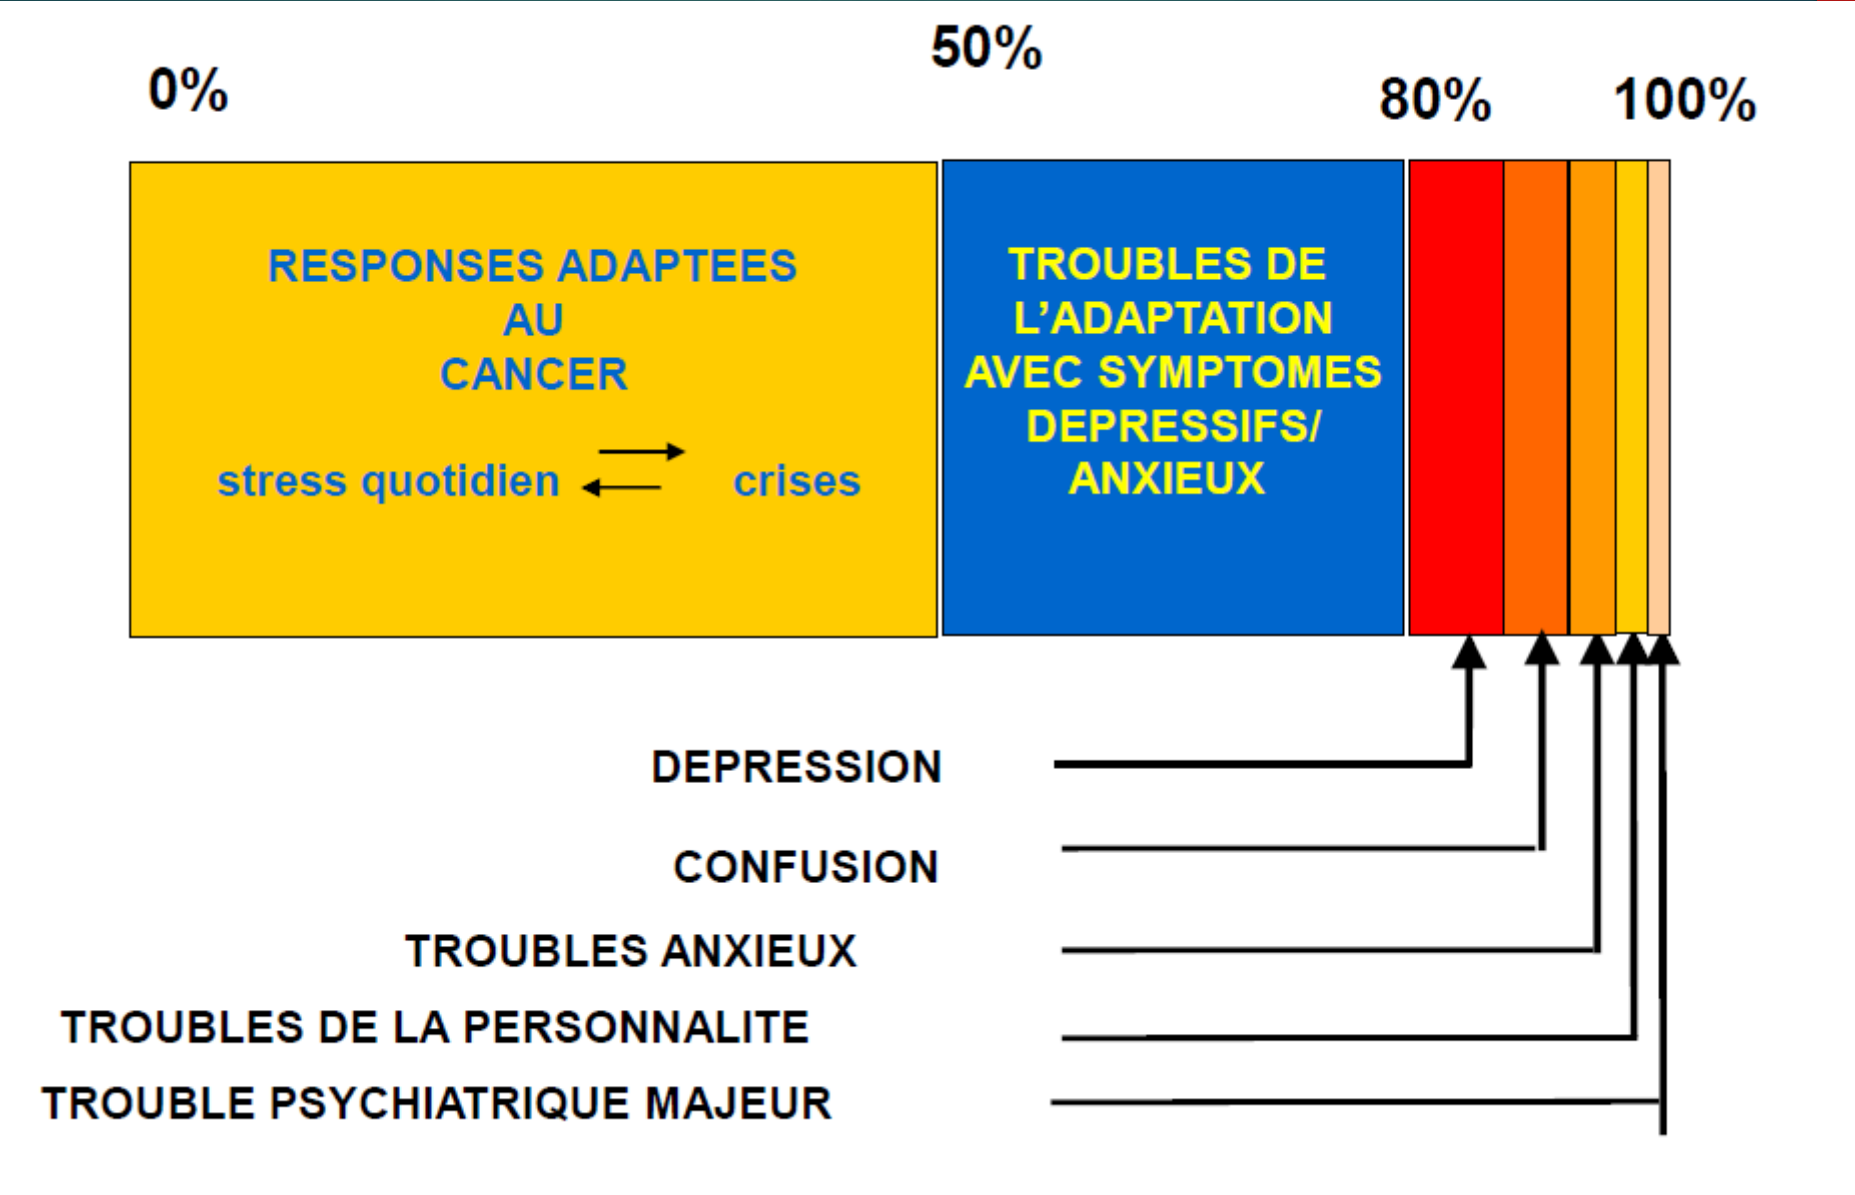 0%
50%
80%
100%
RESPONSES ADAPTEES
AU
CANCER
stress quotidien
crises
TROUBLES DE
L’ADAPTATION
AVEC SYMPTOMES
DEPRESSIFS/
ANXIEUX
DEPRESSION
CONFUSION
TROUBLES ANXIEUX
TROUBLES DE LA PERSONNALITE
TROUBLE PSYCHIATRIQUE MAJEUR